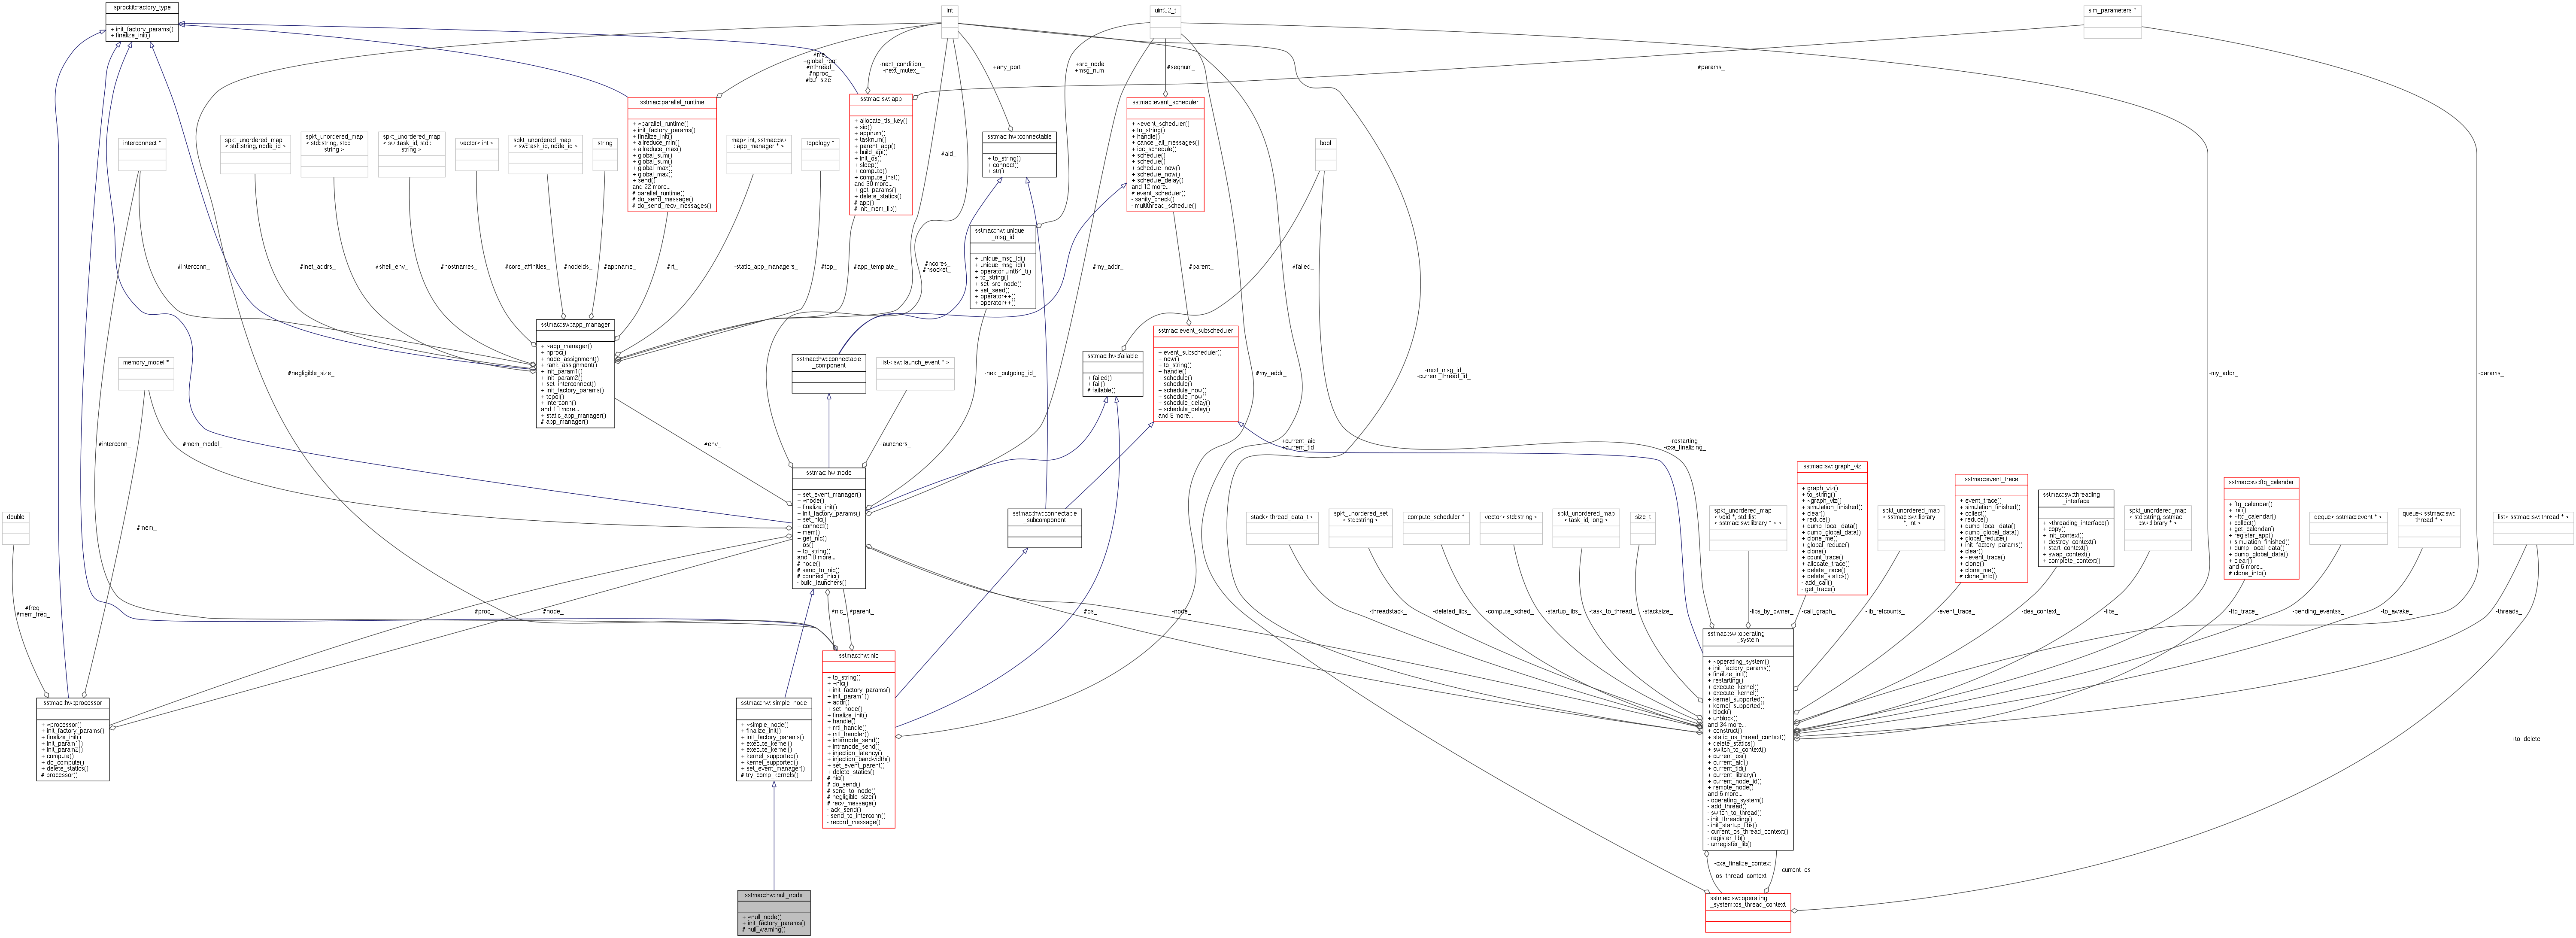 sprockit::factory_type
+ init_factory_params()
+ finalize_init()
int
uint32_t
sim_parameters *
#me_
+global_root
#nthread_
#nproc_
#buf_size_
-next_condition_
-next_mutex_
+any_port
+src_node
+msg_num
#seqnum_
#params_
interconnect *
spkt_unordered_map
< std::string, node_id >
spkt_unordered_map
< std::string, std::
string >
spkt_unordered_map
< sw::task_id, std::
string >
vector< int >
spkt_unordered_map
< sw::task_id, node_id >
string
sstmac::parallel_runtime
+ ~parallel_runtime()
+ init_factory_params()
+ finalize_init()
+ allreduce_min()
+ allreduce_max()
+ global_sum()
+ global_sum()
+ global_max()
+ global_max()
+ send()
and 22 more...
# parallel_runtime()
# do_send_message()
# do_send_recv_messages()
map< int, sstmac::sw
::app_manager * >
topology *
sstmac::sw::app
+ allocate_tls_key()
+ sid()
+ appnum()
+ tasknum()
+ parent_app()
+ build_api()
+ init_os()
+ sleep()
+ compute()
+ compute_inst()
and 30 more...
+ get_params()
+ delete_statics()
# app()
# init_mem_lib()
#aid_
sstmac::hw::connectable
+ to_string()
+ connect()
+ str()
sstmac::event_scheduler
+ ~event_scheduler()
+ to_string()
+ handle()
+ cancel_all_messages()
+ ipc_schedule()
+ schedule()
+ schedule()
+ schedule_now()
+ schedule_now()
+ schedule_delay()
and 12 more...
# event_scheduler()
- sanity_check()
- multithread_schedule()
bool
sstmac::hw::unique
_msg_id
+ unique_msg_id()
+ unique_msg_id()
+ operator uint64_t()
+ to_string()
+ set_src_node()
+ set_seed()
+ operator++()
+ operator++()
#interconn_
#inet_addrs_
#shell_env_
#hostnames_
#core_affinities_
#nodeids_
#appname_
#rt_
-static_app_managers_
#top_
#app_template_
#ncores_
#nsocket_
#my_addr_
#parent_
#failed_
sstmac::sw::app_manager
+ ~app_manager()
+ nproc()
+ node_assignment()
+ rank_assignment()
+ init_param1()
+ init_param2()
+ set_interconnect()
+ init_factory_params()
+ topol()
+ interconn()
and 10 more...
+ static_app_manager()
# app_manager()
memory_model *
#negligible_size_
sstmac::hw::connectable
_component
list< sw::launch_event * >
-next_outgoing_id_
sstmac::hw::failable
+ failed()
+ fail()
# failable()
sstmac::event_subscheduler
+ event_subscheduler()
+ now()
+ to_string()
+ handle()
+ schedule()
+ schedule()
+ schedule_now()
+ schedule_now()
+ schedule_delay()
+ schedule_delay()
and 8 more...
#my_addr_
-next_msg_id_
-current_thread_id_
-my_addr_
-params_
#interconn_
#mem_model_
#env_
-launchers_
+current_aid
+current_tid
-restarting_
-cxa_finalizing_
sstmac::hw::node
+ set_event_manager()
+ ~node()
+ finalize_init()
+ init_factory_params()
+ set_nic()
+ connect()
+ mem()
+ get_nic()
+ os()
+ to_string()
and 10 more...
# node()
# send_to_nic()
# connect_nic()
- build_launchers()
double
#mem_
sstmac::hw::connectable
_subcomponent
stack< thread_data_t >
spkt_unordered_set
< std::string >
compute_scheduler *
vector< std::string >
spkt_unordered_map
< task_id, long >
size_t
spkt_unordered_map
< void *, std::list
< sstmac::sw::library * > >
sstmac::sw::graph_viz
+ graph_viz()
+ to_string()
+ ~graph_viz()
+ simulation_finished()
+ clear()
+ reduce()
+ dump_local_data()
+ dump_global_data()
+ clone_me()
+ global_reduce()
+ clone()
+ count_trace()
+ allocate_trace()
+ delete_trace()
+ delete_statics()
- add_call()
- get_trace()
spkt_unordered_map
< sstmac::sw::library
*, int >
sstmac::event_trace
+ event_trace()
+ simulation_finished()
+ collect()
+ reduce()
+ dump_local_data()
+ dump_global_data()
+ global_reduce()
+ init_factory_params()
+ clear()
+ ~event_trace()
+ clone()
+ clone_me()
# clone_into()
sstmac::sw::threading
_interface
+ ~threading_interface()
+ copy()
+ init_context()
+ destroy_context()
+ start_context()
+ swap_context()
+ complete_context()
spkt_unordered_map
< std::string, sstmac
::sw::library * >
sstmac::sw::ftq_calendar
+ ftq_calendar()
+ init()
+ ~ftq_calendar()
+ collect()
+ get_calendar()
+ register_app()
+ simulation_finished()
+ dump_local_data()
+ dump_global_data()
+ clear()
and 6 more...
# clone_into()
deque< sstmac::event * >
queue< sstmac::sw::
thread * >
list< sstmac::sw::thread * >
#freq_
#mem_freq_
#proc_
#node_
#nic_
#parent_
#os_
-node_
-threadstack_
-deleted_libs_
-compute_sched_
-startup_libs_
-task_to_thread_
-stacksize_
-libs_by_owner_
-call_graph_
-lib_refcounts_
-event_trace_
-des_context_
-libs_
-ftq_trace_
-pending_eventss_
-to_awake_
-threads_
sstmac::hw::processor
+ ~processor()
+ init_factory_params()
+ finalize_init()
+ init_param1()
+ init_param2()
+ compute()
+ do_compute()
+ delete_statics()
# processor()
sstmac::hw::simple_node
+ ~simple_node()
+ finalize_init()
+ init_factory_params()
+ execute_kernel()
+ execute_kernel()
+ kernel_supported()
+ kernel_supported()
+ set_event_manager()
# try_comp_kernels()
sstmac::hw::nic
+ to_string()
+ ~nic()
+ init_factory_params()
+ init_param1()
+ addr()
+ set_node()
+ finalize_init()
+ handle()
+ mtl_handle()
+ mtl_handler()
+ internode_send()
+ intranode_send()
+ injection_latency()
+ injection_bandwidth()
+ set_event_parent()
+ delete_statics()
# nic()
# do_send()
# send_to_node()
# negligible_size()
# recv_message()
- ack_send()
- send_to_interconn()
- record_message()
sstmac::sw::operating
_system
+ ~operating_system()
+ init_factory_params()
+ finalize_init()
+ restarting()
+ execute_kernel()
+ execute_kernel()
+ kernel_supported()
+ kernel_supported()
+ block()
+ unblock()
and 34 more...
+ construct()
+ static_os_thread_context()
+ delete_statics()
+ switch_to_context()
+ current_os()
+ current_aid()
+ current_tid()
+ current_library()
+ current_node_id()
+ remote_node()
and 6 more...
- operating_system()
- add_thread()
- switch_to_thread()
- init_threading()
- init_startup_libs()
- current_os_thread_context()
- register_lib()
- unregister_lib()
+to_delete
-cxa_finalize_context
_
-os_thread_context_
+current_os
sstmac::hw::null_node
+ ~null_node()
+ init_factory_params()
# null_warning()
sstmac::sw::operating
_system::os_thread_context